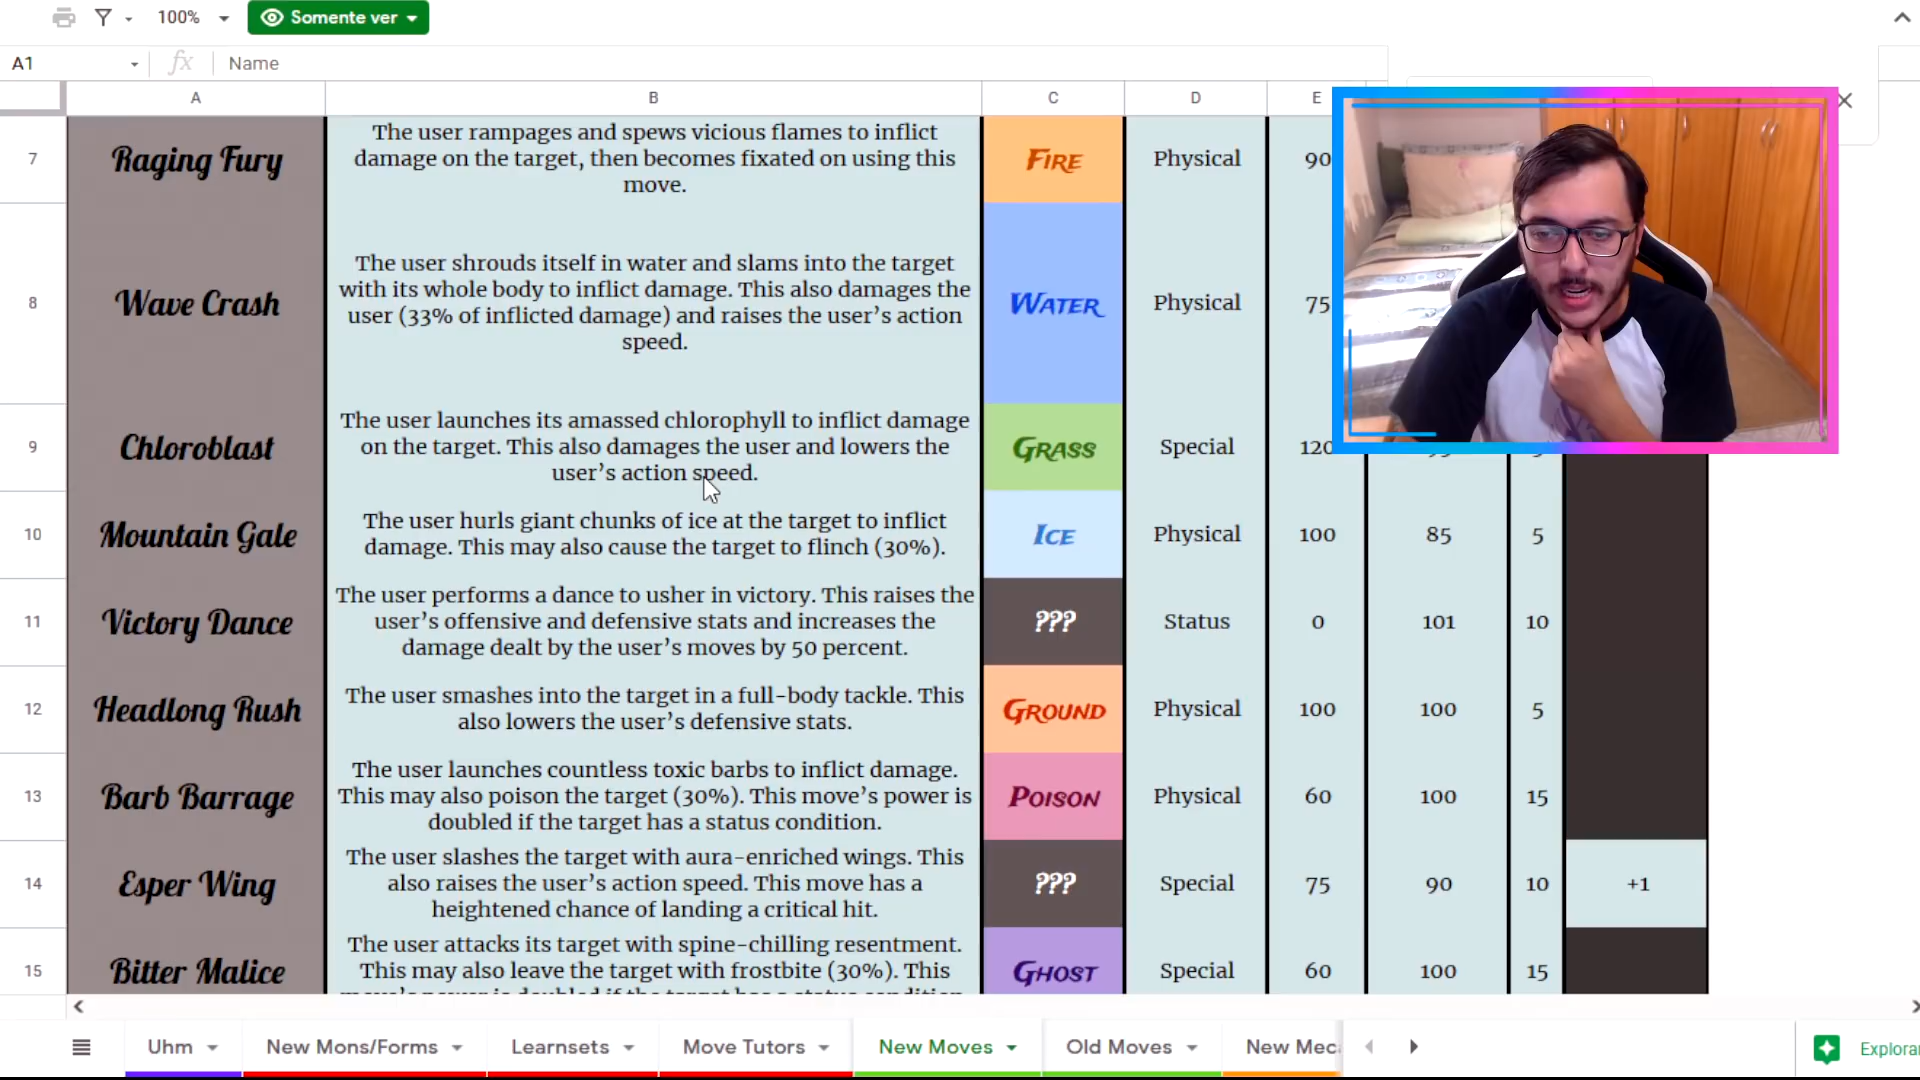 100%
Somente ver
A1
fx
Name
A
B
C
D
E
7
Raging Fury
The user rampages and spews vicious flames to inflict
damage on the target, then becomes fixated on using this
move.
FIRE
Physical
90
8
Wave Crash
The user shrouds itself in water and slams into the target
with its whole body to inflict damage. This also damages the
user (33% of inflicted damage) and raises the user's action
speed.
WATER
Physical
75
9
Chloroblast
The user launches its amassed chlorophyll to inflict damage
on the target. This also damages the user and lowers the
user's action speed.
GRASS
Special
120
10
Mountain Gale
The user hurls giant chunks of ice at the target to inflict
damage. This may also cause the target to flinch (30%).
ICE
Physical
100
85
5
11
Victory Dance
The user performs a dance to usher in victory. This raises the
user's offensive and defensive stats and increases the
damage dealt by the user's moves by 50 percent.
???
Status
0
101
10
12
Headlong Rush
The user smashes into the target in a full-body tackle. This
also lowers the user's defensive stats.
GROUND
Physical
100
100
5
13
Barb Barrage
The user launches countless toxic barbs to inflict damage.
This may also poison the target (30%). This move's power is
doubled if the target has a status condition.
POISON
Physical
60
100
15
14
Esper Wing
The user slashes the target with aura-enriched wings. This
also raises the user's action speed. This move has a
heightened chance of landing a critical hit.
???
Special
75
90
10
+1
15
Bitter Malice
The user attacks its target with spine-chilling resentment.
This may also leave the target with frostbite (30%). This
move's power is doubled if the target has a status condition
GHOST
Special
60
100
15
Uhm
New Mons/Forms
Learnsets
Move Tutors
New Moves
Old Moves
New Mec
Explorar